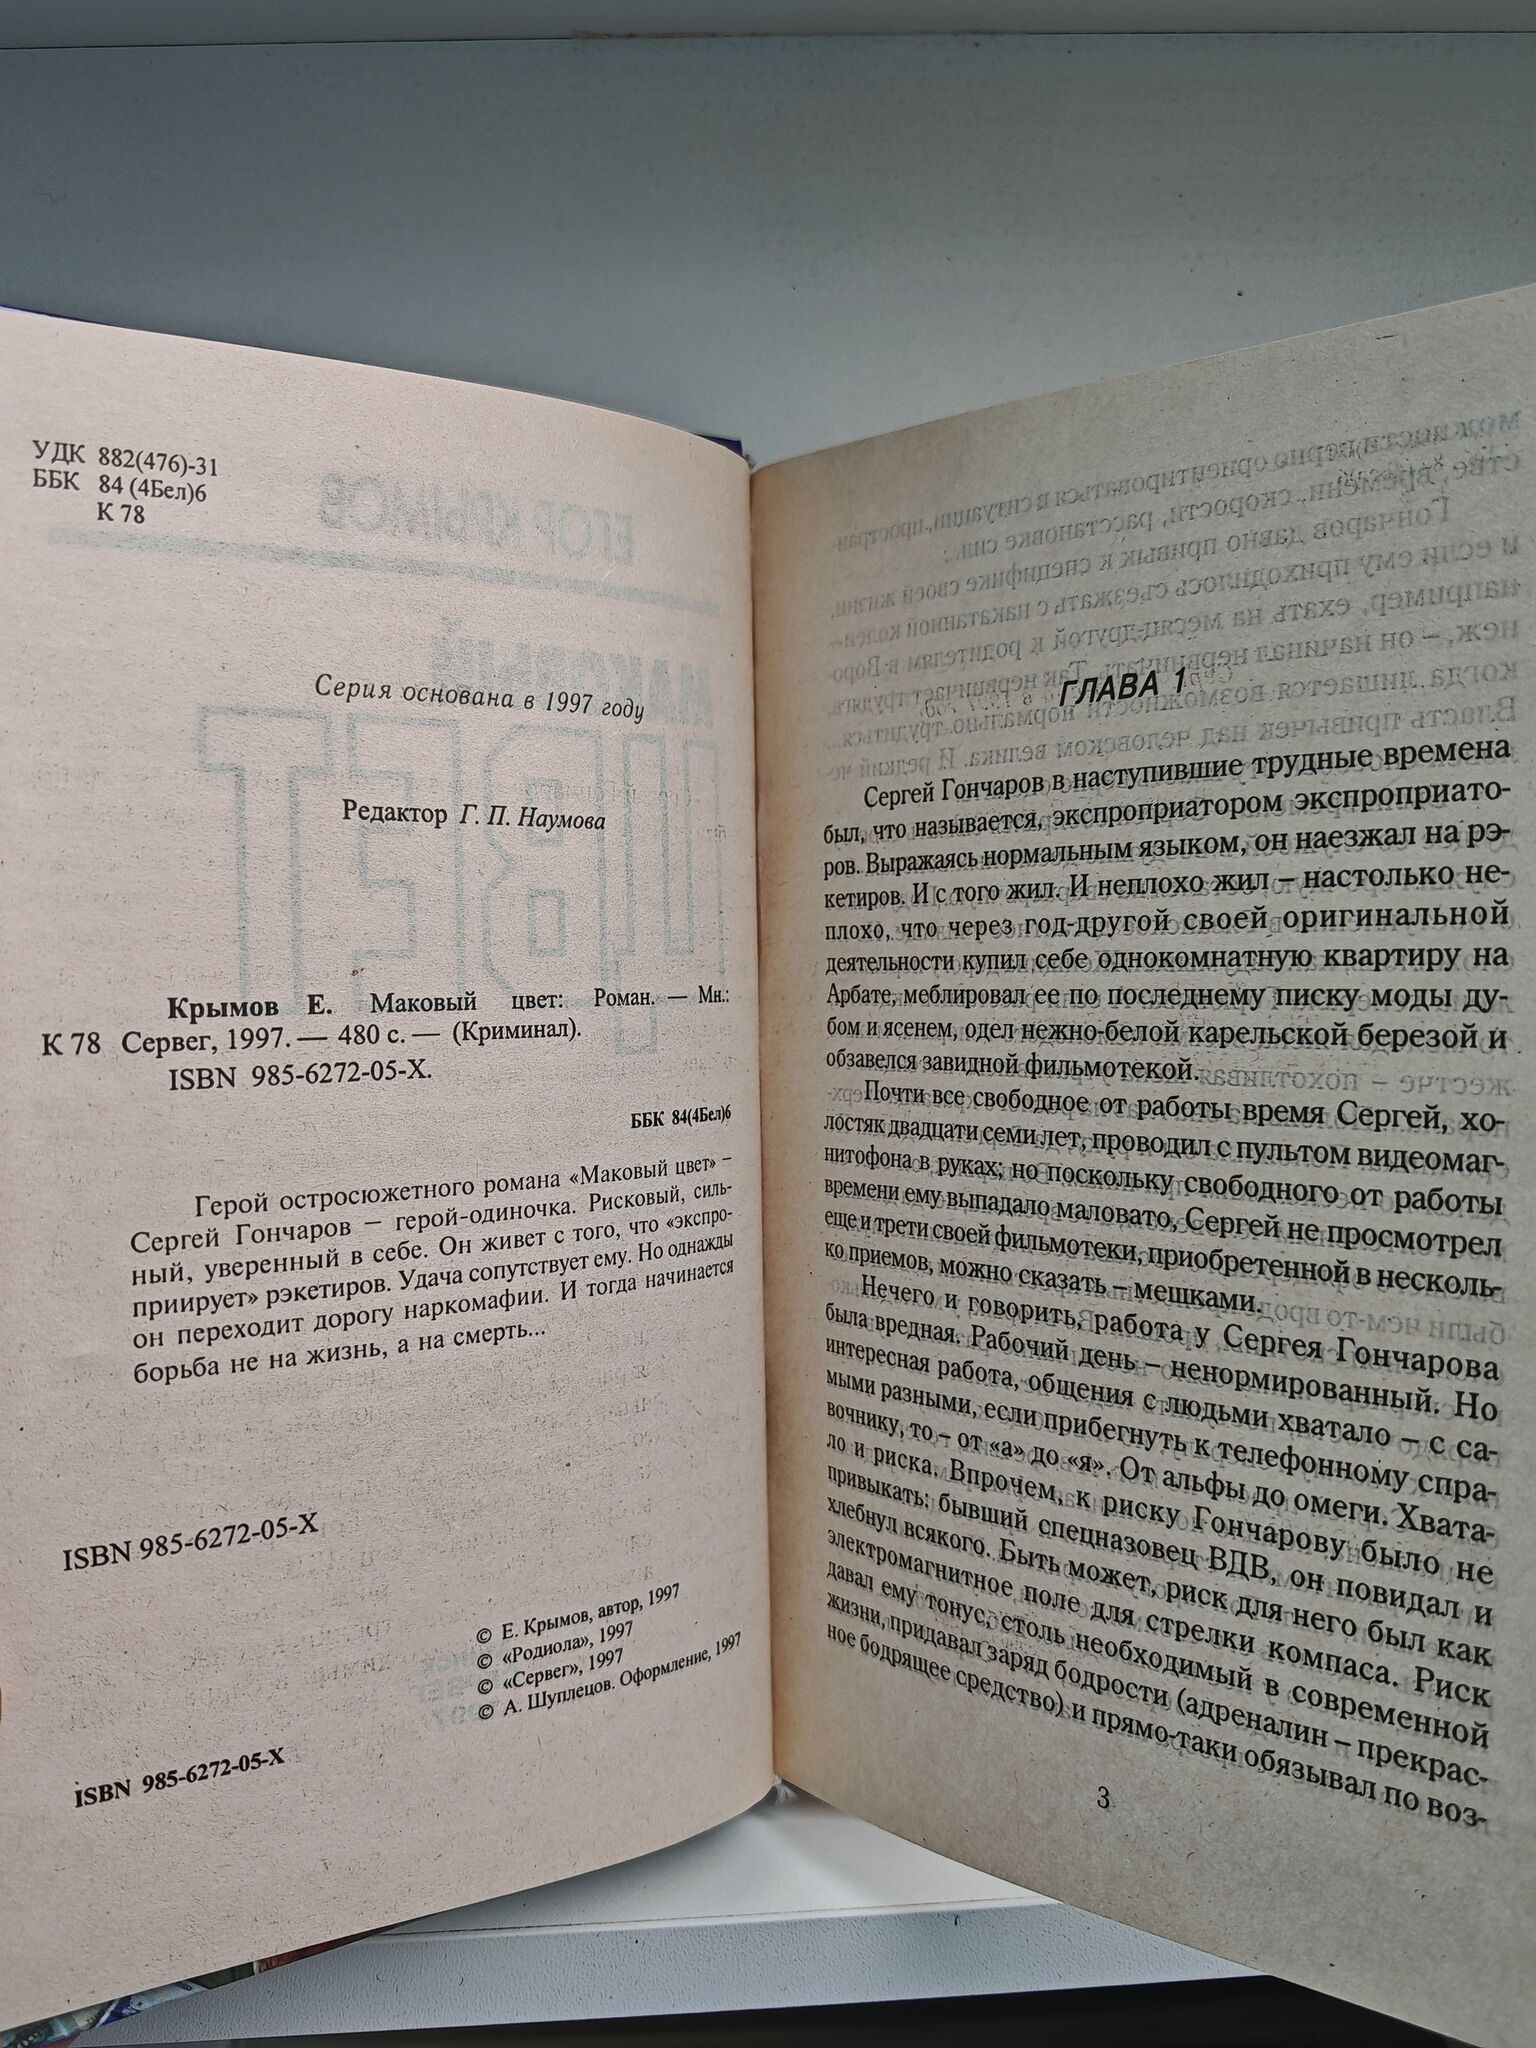 УДК 882(476)-31
ББК 84 (4Бел)6
К 78
Серия основана в 1997 году
Редактор Г. П. Наумова
Крымов Е. Маковый цвет: Роман. — Мн.:
К 78 Сервег, 1997. — 480 с. — (Криминал).
ISBN 985-6272-05-X.
ББК 84(4Бел)6
Герой остросюжетного романа «Маковый цвет» –
Сергей Гончаров – герой-одиночка. Рисковый, силь-
ный, уверенный в себе. Он живет с того, что «экспро-
приирует» рэкетиров. Удача сопутствует ему. Но однажды
он переходит дорогу наркомафии. И тогда начинается
борьба не на жизнь, а на смерть...
ISBN 985-6272-05-X
© Е. Крымов, автор, 1997
© «Родиола», 1997
© «Сервег», 1997
© А. Шуплецов. Оформление, 1997
ISBN 985-6272-05-X
ГЛАВА 1
Сергей Гончаров в наступившие трудные времена
был, что называется, экспроприатором экспроприато-
ров. Выражаясь нормальным языком, он наезжал на рэ-
кетиров. И с того жил. И неплохо жил – настолько не-
плохо, что через год-другой своей оригинальной
деятельности купил себе однокомнатную квартиру на
Арбате, меблировал ее по последнему писку моды ду-
бом и ясенем, одел нежно-белой карельской березой и
обзавелся завидной фильмотекой.
Почти все свободное от работы время Сергей, хо-
лостяк двадцати семи лет, проводил с пультом видеомаг-
нитофона в руках; но поскольку свободного от работы
времени ему выпадало маловато, Сергей не просмотрел
еще и трети своей фильмотеки, приобретенной в несколь-
ко приемов, можно сказать – мешками.
Нечего и говорить, работа у Сергея Гончарова
была вредная. Рабочий день – ненормированный. Но
интересная работа, общения с людьми хватало – с са-
мыми разными, если прибегнуть к телефонному спра-
вочнику, то – от «а» до «я». От альфы до омеги. Хвата-
ло и риска. Впрочем, к риску Гончарову было не
привыкать: бывший спецназовец ВДВ, он повидал и
хлебнул всякого. Быть может, риск для него был как
электромагнитное поле для стрелки компаса. Риск
давал ему тонус, столь необходимый в современной
жизни, придавал заряд бодрости (адреналин – прекрас-
ное бодрящее средство) и прямо-таки обязывал по воз-
3